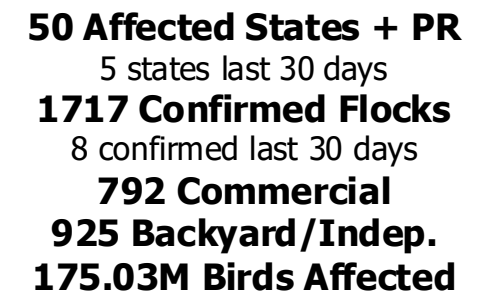 50 Affected States + PR
5 states last 30 days
1717 Confirmed Flocks
8 confirmed last 30 days
792 Commercial
925 Backyard/Indep.
175.03M Birds Affected